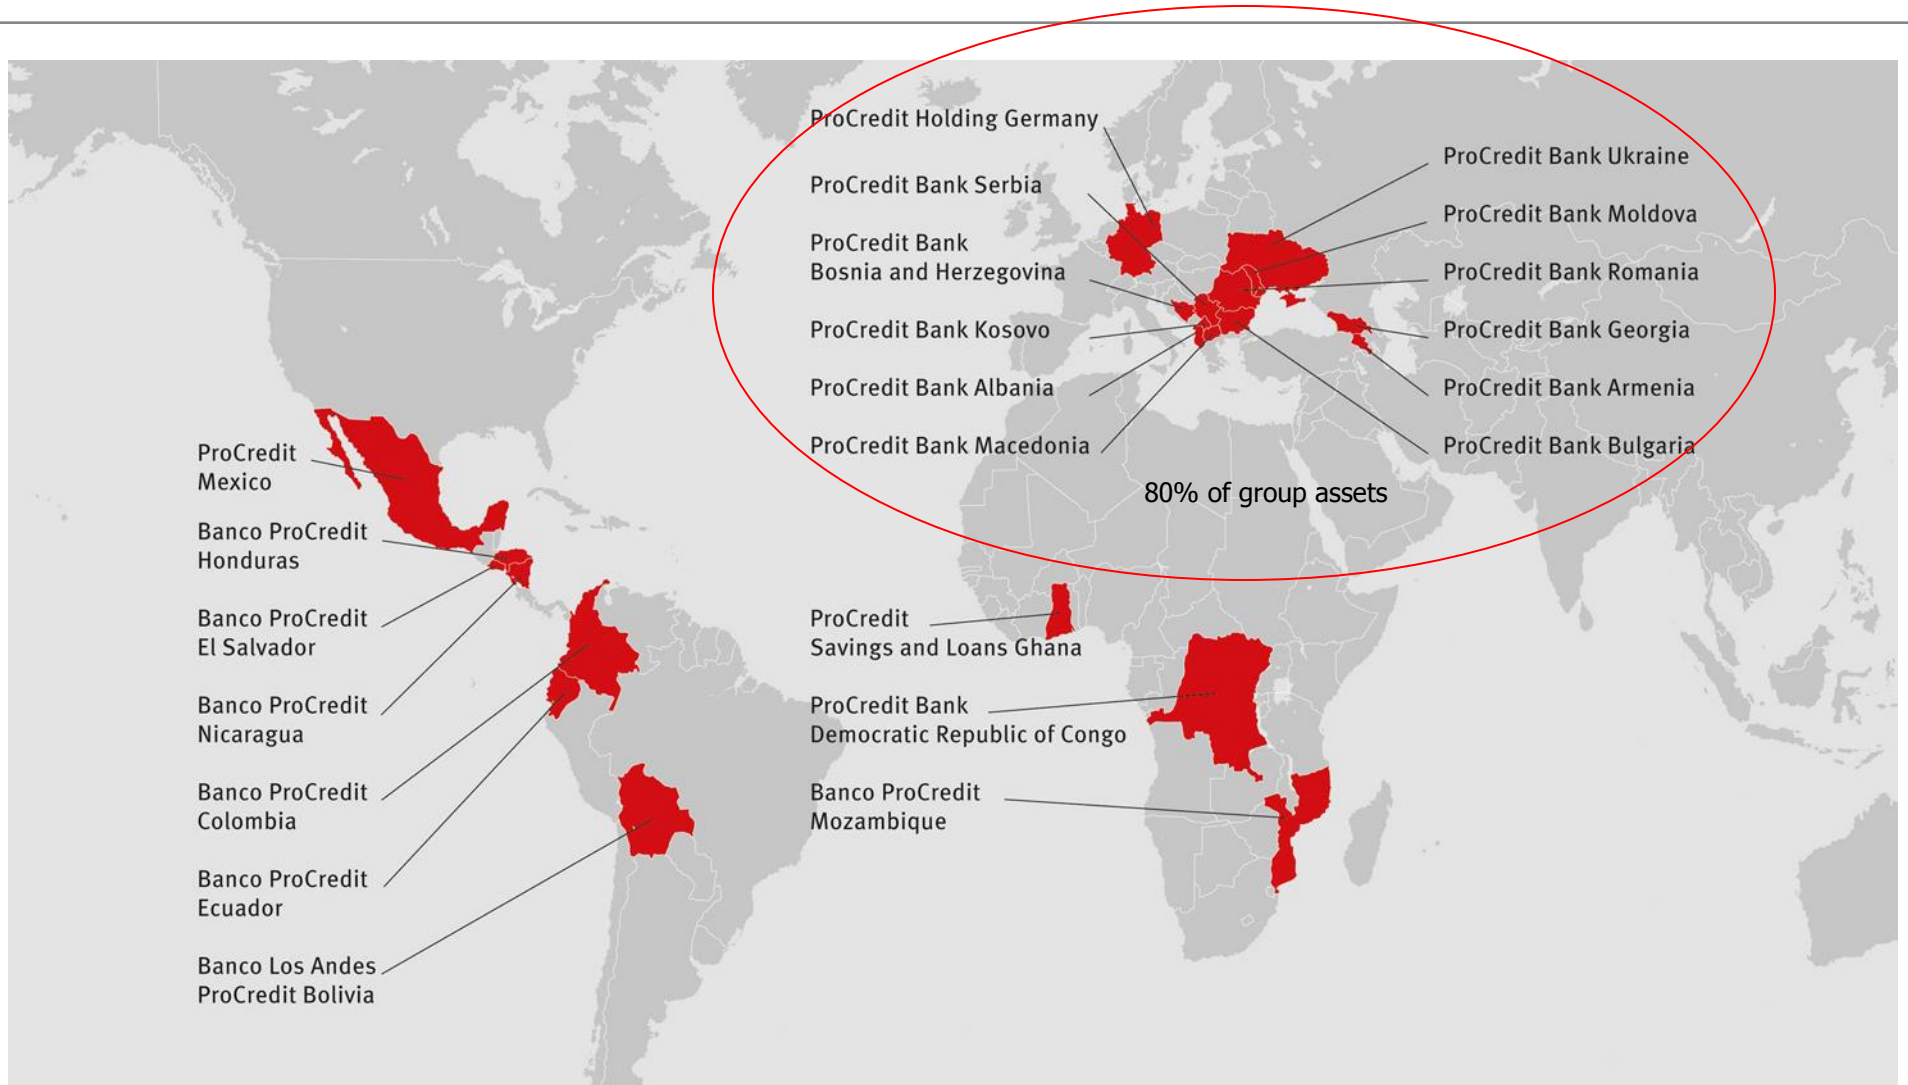 ProCredit Holding Germany
ProCredit Bank Serbia
ProCredit Bank
Bosnia and Herzegovina
ProCredit Bank Kosovo
ProCredit Bank Albania
ProCredit Bank Macedonia
ProCredit Bank Ukraine
ProCredit Bank Moldova
ProCredit Bank Romania
ProCredit Bank Georgia
ProCredit Bank Armenia
ProCredit Bank Bulgaria
80% of group assets
ProCredit
Mexico
Banco ProCredit
Honduras
Banco ProCredit
El Salvador
Banco ProCredit
Nicaragua
Banco ProCredit
Colombia
Banco ProCredit
Ecuador
Banco Los Andes
ProCredit Bolivia
ProCredit
Savings and Loans Ghana
ProCredit Bank
Democratic Republic of Congo
Banco ProCredit
Mozambique